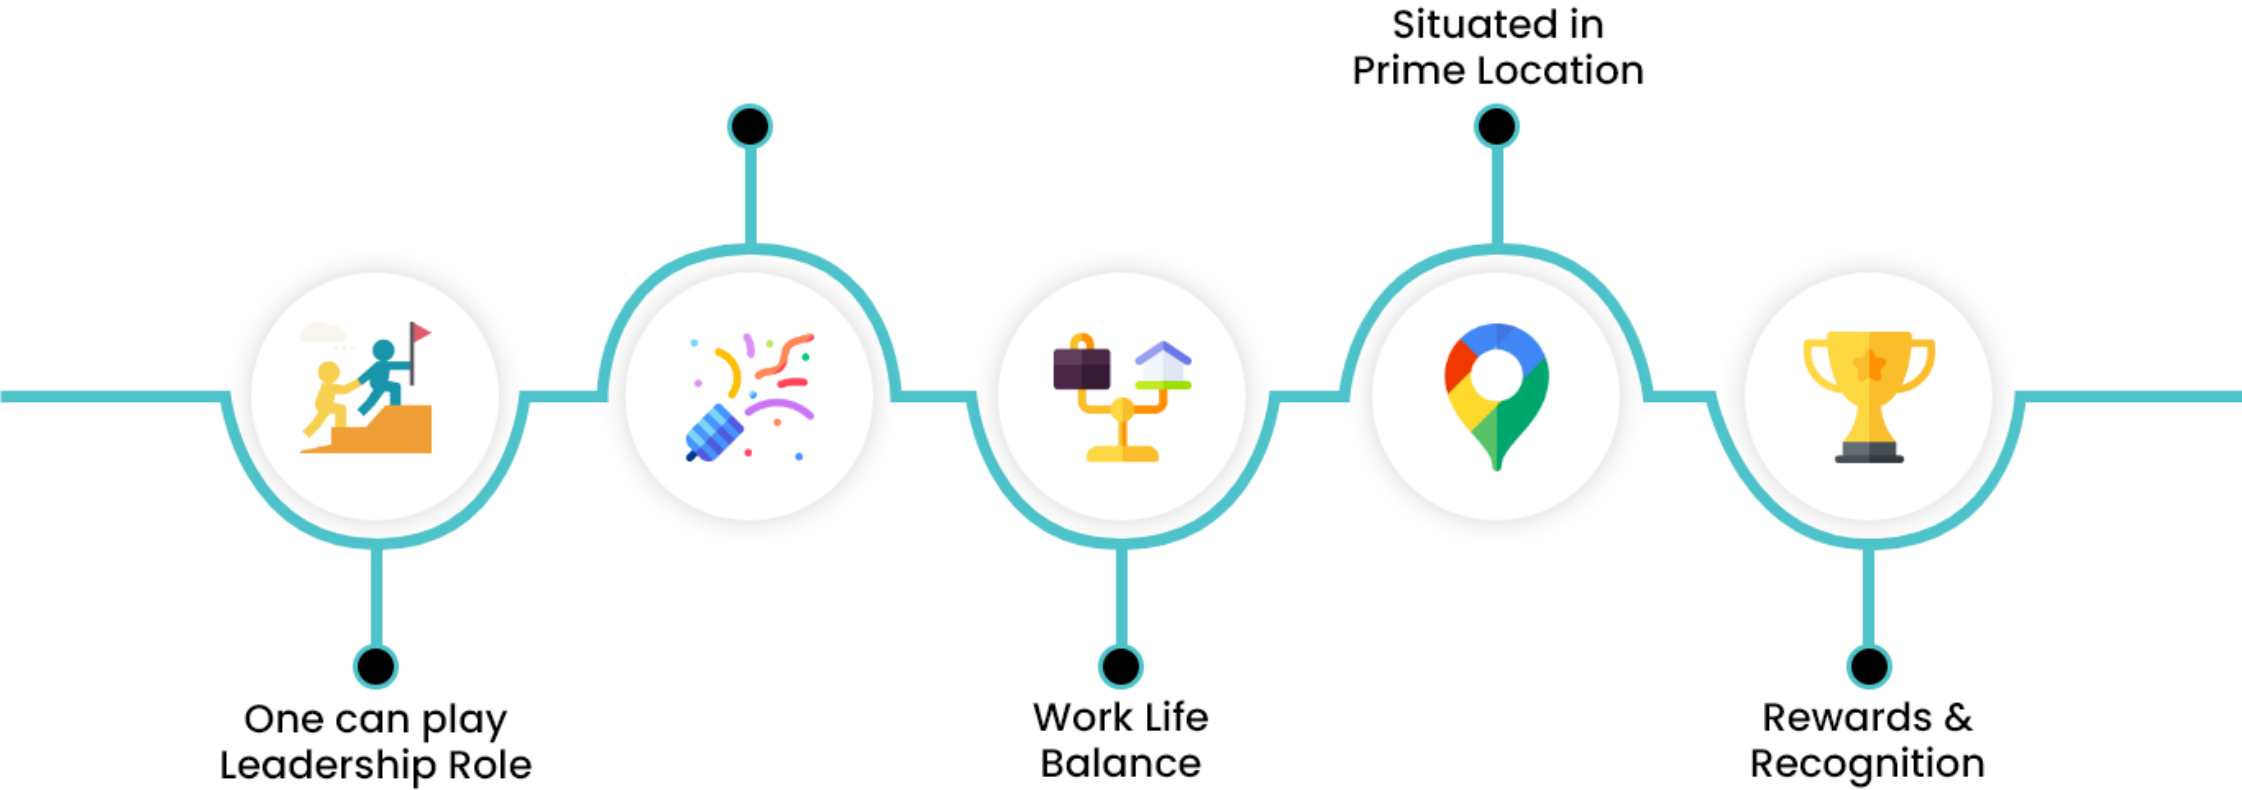 One can play
Leadership Role
Work Life
Balance
Situated in
Prime Location
Rewards &
Recognition